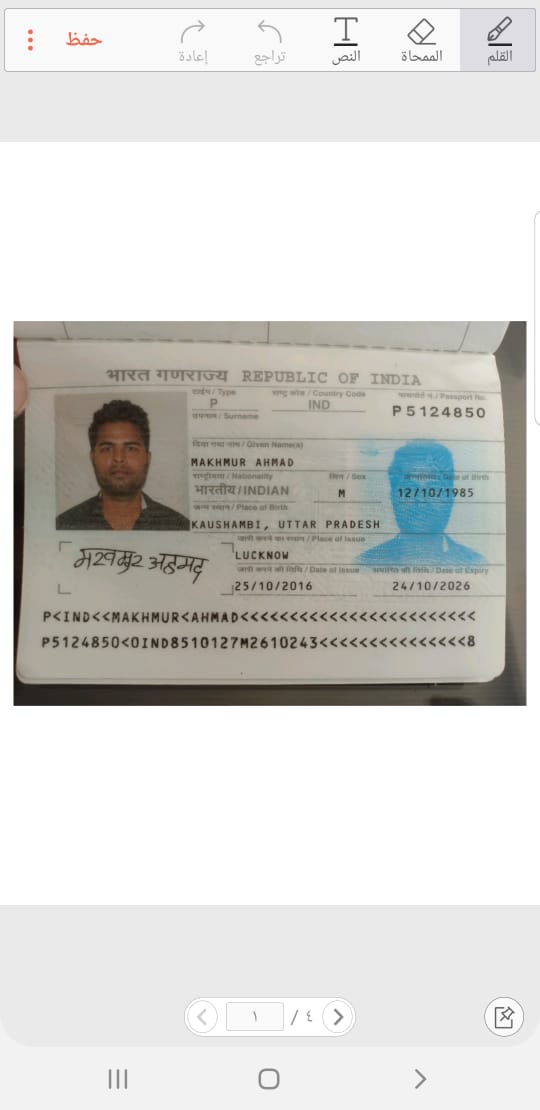 حفظ
إعادة
تراجع
النص
الممحاة
القلم
भारत गणराज्य REPUBLIC OF INDIA
टाईप / Type
राष्ट्र कोड / Country Code
पासपोर्ट न. / Passport No.
P
IND
P5124850
उपनाम / Surname
दिया गया नाम / Given Name(s)
MAKHMUR AHMAD
राष्ट्रीयता / Nationality
लिंग / Sex
जन्मतिथि / Date of Birth
भारतीय/INDIAN
M
12/10/1985
जन्म स्थान / Place of Birth
KAUSHAMBI, UTTAR PRADESH
जारी करने का स्थान / Place of Issue
LUCKNOW
जारी करने की तिथि / Date of Issue
समाप्ति की तिथि / Date of Expiry
25/10/2016
24/10/2026
मखमुर अहमद
P<IND<<MAKHMUR<AHMAD<<<<<<<<<<<<<<<<<<<<<<<<
P5124850<0IND8510127M2610243<<<<<<<<<<<<<<<8
١ / ٤